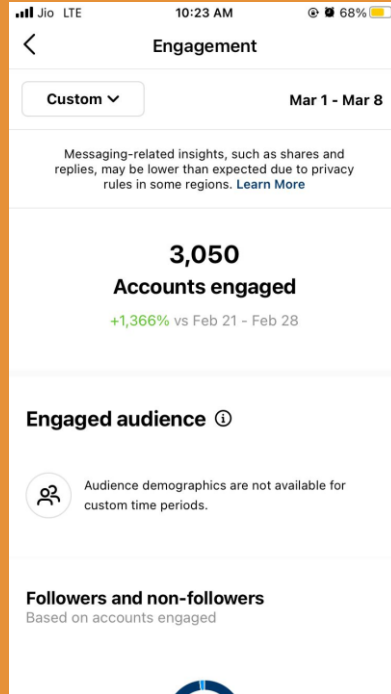 Jio LTE 10:23 AM 68%
Engagement
Custom Mar 1 - Mar 8
Messaging-related insights, such as shares and
replies, may be lower than expected due to privacy
rules in some regions. Learn More
3,050
Accounts engaged
+1,366% vs Feb 21 - Feb 28
Engaged audience
Audience demographics are not available for
custom time periods.
Followers and non-followers
Based on accounts engaged